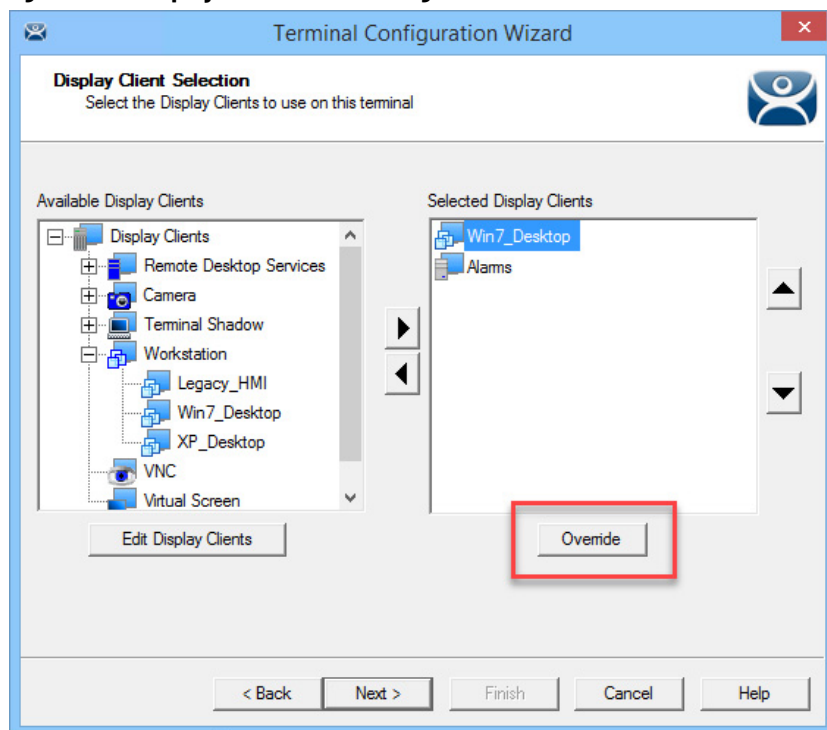 Terminal Configuration Wizard
Display Client Selection
Select the Display Clients to use on this terminal
Available Display Clients
Display Clients
Remote Desktop Services
Camera
Terminal Shadow
Workstation
Legacy_HMI
Win7_Desktop
XP_Desktop
VNC
Virtual Screen
Edit Display Clients
Selected Display Clients
Win7_Desktop
Alarms
Override
< Back
Next >
Finish
Cancel
Help